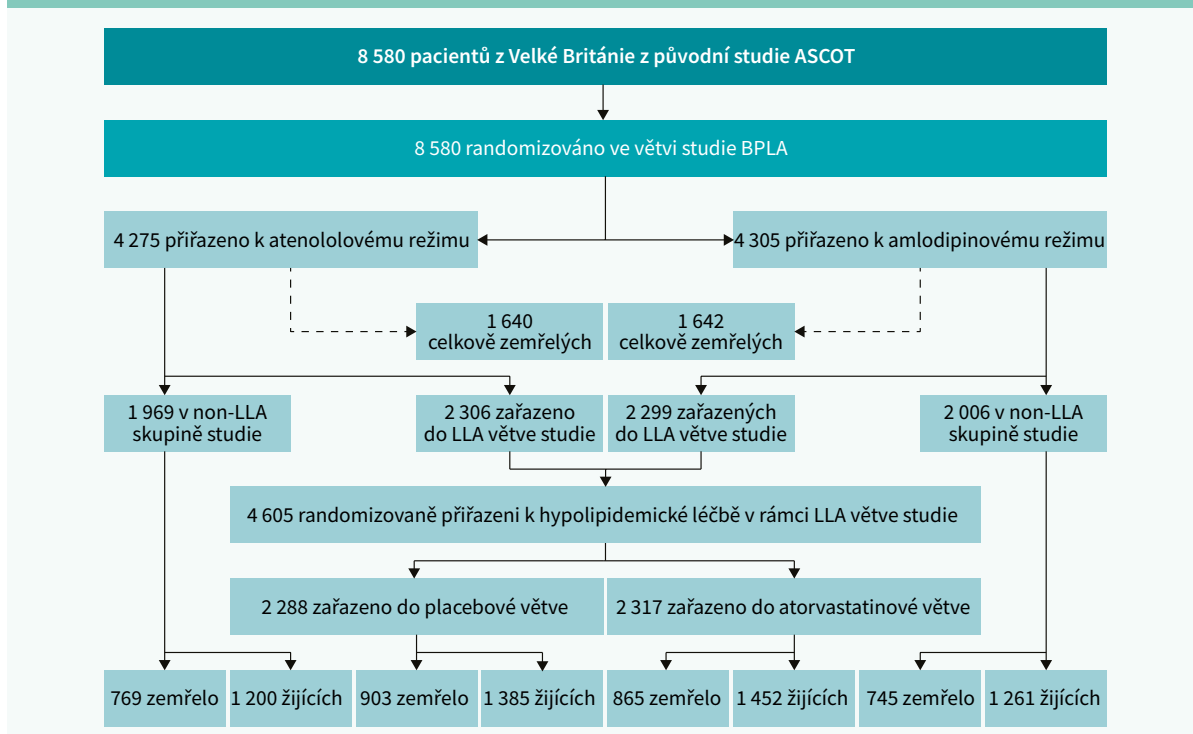 8 580 pacientů z Velké Británie z původní studie ASCOT
8 580 randomizováno ve větvi studie BPLA
4 275 přiřazeno k atenololovému režimu
4 305 přiřazeno k amlodipinovému režimu
1 640
celkově zemřelých
1 642
celkově zemřelých
1 969 v non-LLA
skupině studie
2 306 zařazeno
do LLA větve studie
2 299 zařazených
do LLA větve studie
2 006 v non-LLA
skupině studie
4 605 randomizovaně přiřazeni k hypolipidemické léčbě v rámci LLA větve studie
2 288 zařazeno do placebové větve
2 317 zařazeno do atorvastatinové větve
769 zemřelo
1 200 žijících
903 zemřelo
1 385 žijících
865 zemřelo
1 452 žijících
745 zemřelo
1 261 žijících